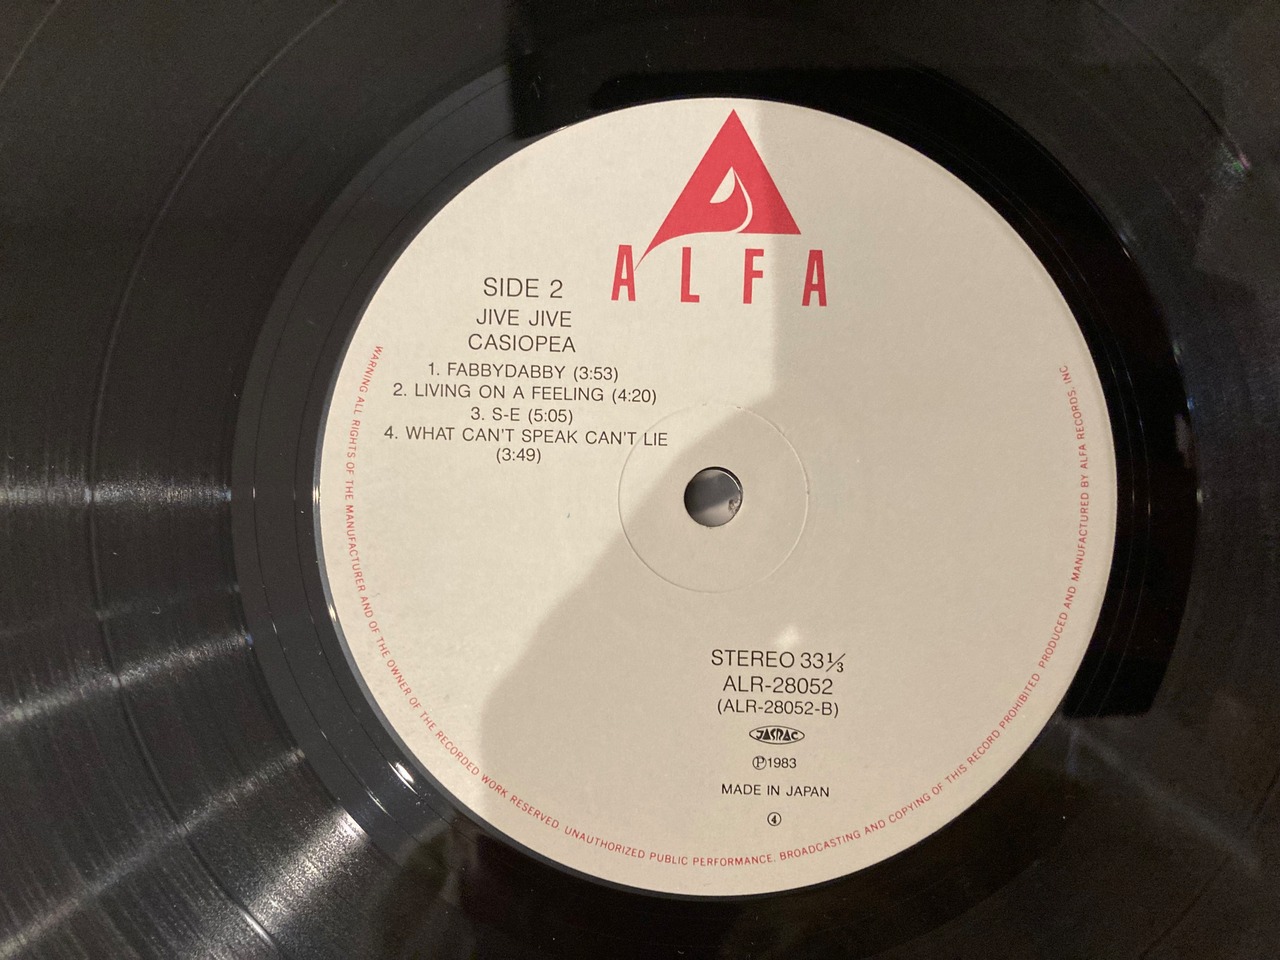 ALFA
SIDE 2
JIVE JIVE
CASIOPEA
1. FABBYDABBY (3:53)
2. LIVING ON A FEELING (4:20)
3. S-E (5:05)
4. WHAT CAN'T SPEAK CAN'T LIE
(3:49)
STEREO 33⅓
ALR-28052
(ALR-28052-B)
JASRAC
Ⓟ1983
MADE IN JAPAN
④
WARNING ALL RIGHTS OF THE MANUFACTURER AND OF THE OWNER OF THE RECORDED WORK RESERVED. UNAUTHORIZED PUBLIC PERFORMANCE. BROADCASTING AND COPYING OF THIS RECORD PROHIBITED. PRODUCED AND MANUFACTURED BY ALFA RECORDS, INC